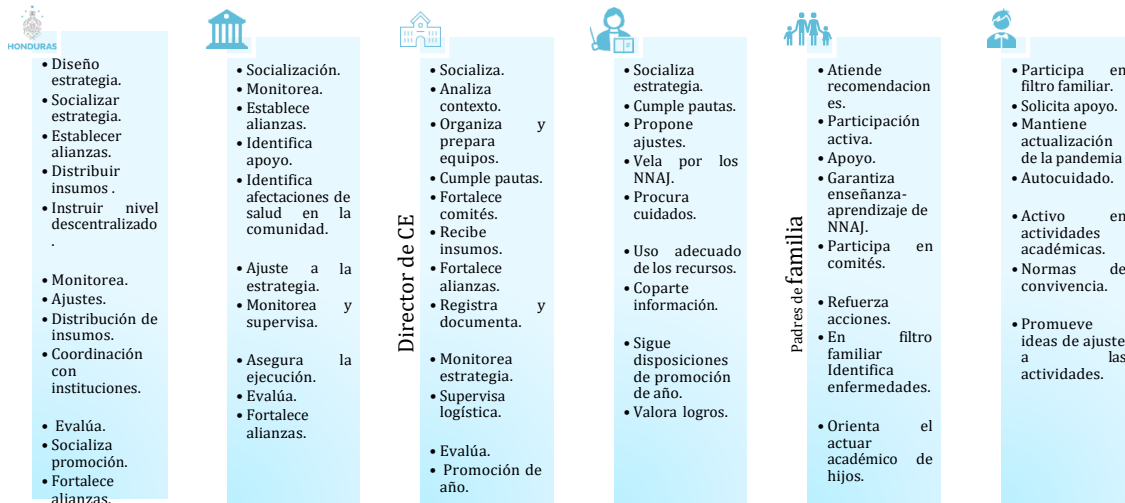 HONDURAS
• Diseño
estrategia.
• Socializar
estrategia.
• Establecer
alianzas.
• Distribuir
insumos .
• Instruir nivel
descentralizado
.
• Monitorea.
• Ajustes.
• Distribución de
insumos.
• Coordinación
con
instituciones.
• Evalúa.
• Socializa
promoción.
• Fortalece
alianzas.
• Socialización.
• Monitorea.
• Establece
alianzas.
• Identifica
apoyo.
• Identifica
afectaciones de
salud en la
comunidad.
• Ajuste a la
estrategia.
• Monitorea y
supervisa.
• Asegura la
ejecución.
• Evalúa.
• Fortalece
alianzas.
Director de CE
• Socializa.
• Analiza
contexto.
• Organiza y
prepara
equipos.
• Cumple pautas.
• Fortalece
comités.
• Recibe
insumos.
• Fortalece
alianzas.
• Registra y
documenta.
• Monitorea
estrategia.
• Supervisa
logística.
• Evalúa.
• Promoción de
año.
• Socializa
estrategia.
• Cumple pautas.
• Propone
ajustes.
• Vela por los
NNAJ.
• Procura
cuidados.
• Uso adecuado
de los recursos.
• Coparte
información.
• Sigue
disposiciones
de promoción
de año.
• Valora logros.
Padres de familia
• Atiende
recomendacion
es.
• Participación
activa.
• Apoyo.
• Garantiza
enseñanza-
aprendizaje de
NNAJ.
• Participa en
comités.
• Refuerza
acciones.
• En filtro
familiar
Identifica
enfermedades.
• Orienta el
actuar
académico de
hijos.
• Participa en
filtro familiar.
• Solicita apoyo.
• Mantiene
actualización
de la pandemia
• Autocuidado.
• Activo en
actividades
académicas.
• Normas de
convivencia.
• Promueve
ideas de ajuste
a las
actividades.